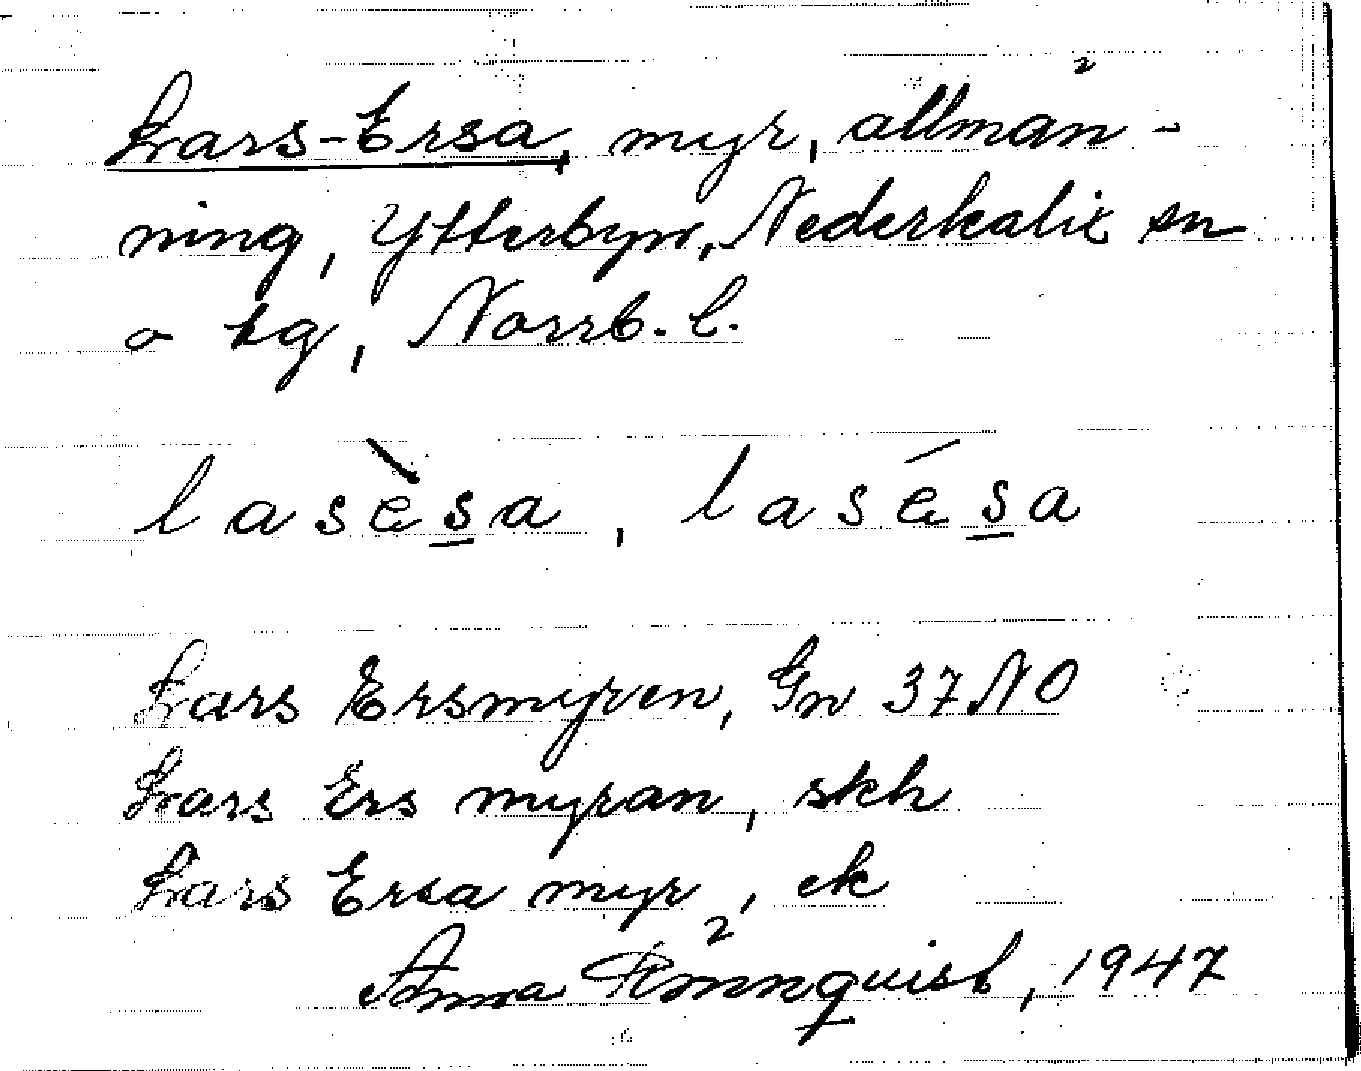 Lars-Ersa, myr, allmän-
ning, Ytterbyn, Nederkalix sn
o tg, Norrb. l.
lasèsa, lasésa
Lars Ersmyren, Gn 37 NO
Lars Ers myran, skh
Lars Ersa myr, ek
Anna Rönnquist, 1947